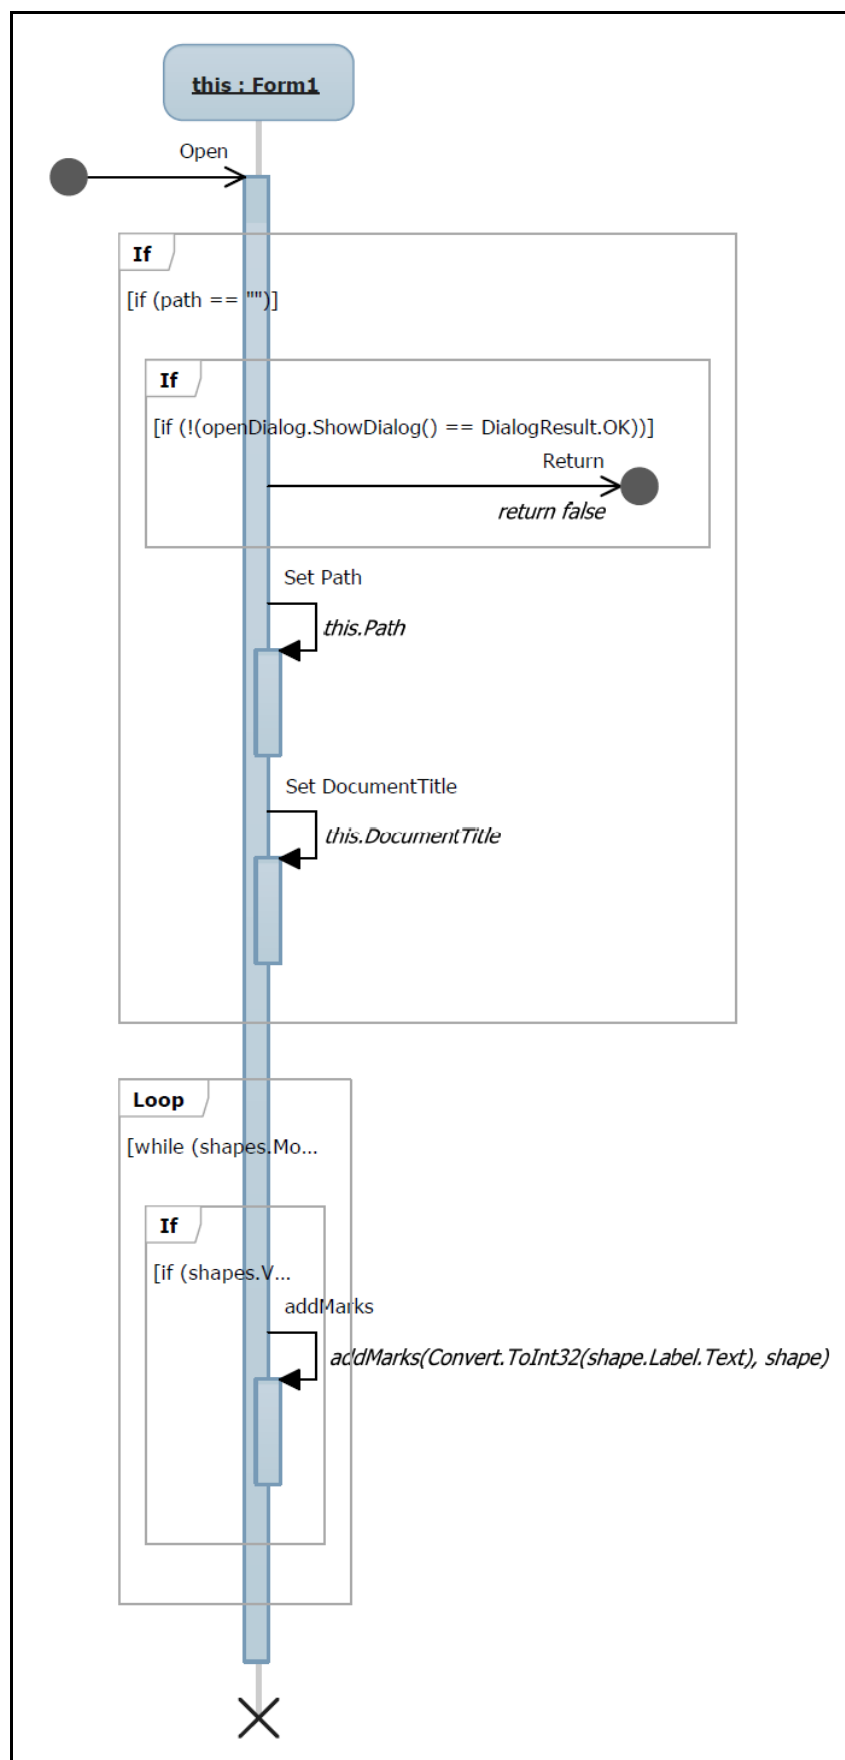 this : Form1
Open
If
[if (path == "")]
If
[if (!(openDialog.ShowDialog() == DialogResult.OK))]
Return
return false
Set Path
this.Path
Set DocumentTitle
this.DocumentTitle
Loop
[while (shapes.Mo...
If
[if (shapes.V...
addMarks
addMarks(Convert.ToInt32(shape.Label.Text), shape)